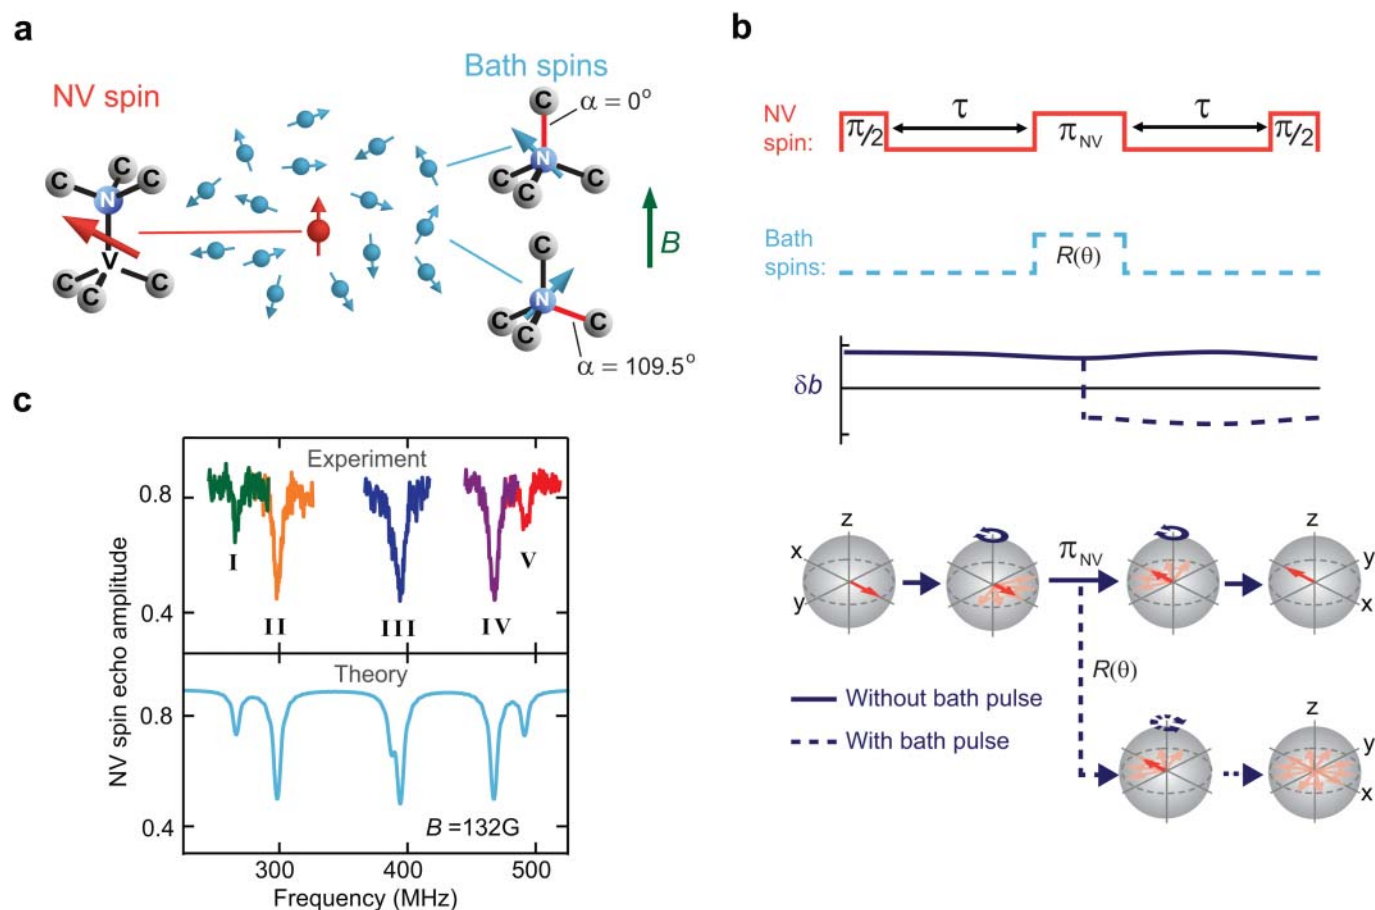 a
NV spin
Bath spins
α = 0°
C
C
C
C
N
V
C
C
C
C
N
C
C
C
B
C
N
C
C
C
α = 109.5°
b
NV spin:
π/2
τ
π NV
τ
π/2
Bath spins:
R(θ)
δb
z
x
y
π NV
z
y
x
R(θ)
Without bath pulse
With bath pulse
z
y
x
c
NV spin echo amplitude
Experiment
0.8
0.4
I
II
III
IV
V
Theory
0.8
0.4
B =132G
300
400
500
Frequency (MHz)